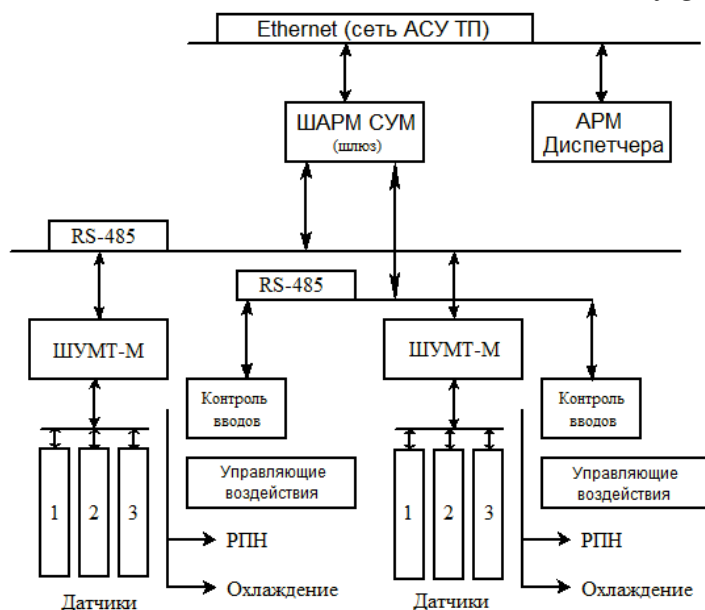 Ethernet (сеть АСУ ТП)
ШАРМ СУМ
(шлюз)
АРМ
Диспетчера
RS-485
RS-485
ШУМТ-М
ШУМТ-М
Контроль
вводов
Контроль
вводов
Управляющие
воздействия
Управляющие
воздействия
1 2 3
1 2 3
РПН
РПН
Охлаждение
Охлаждение
Датчики
Датчики